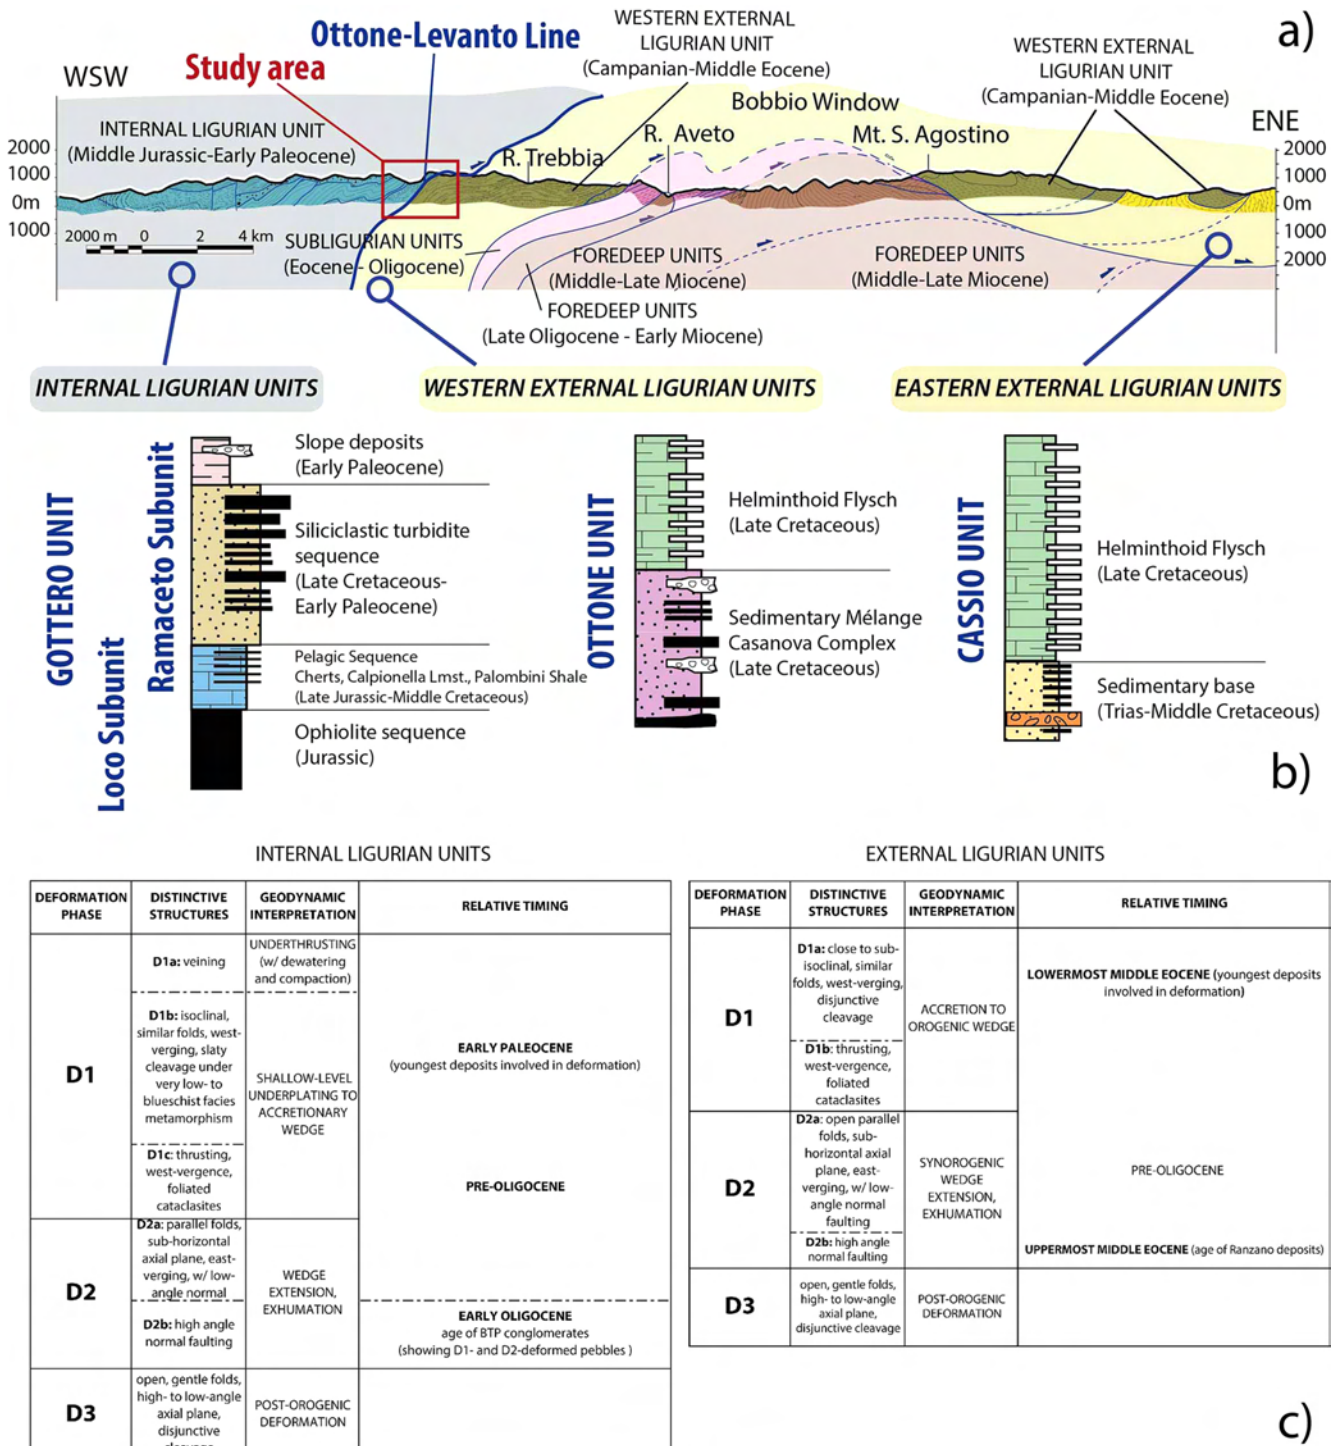 a)
WSW
Study area
Ottone-Levanto Line
WESTERN EXTERNAL
LIGURIAN UNIT
(Campanian-Middle Eocene)
WESTERN EXTERNAL
LIGURIAN UNIT
(Campanian-Middle Eocene)
ENE
INTERNAL LIGURIAN UNIT
(Middle Jurassic-Early Paleocene)
Bobbio Window
R. Trebbia
R. Aveto
Mt. S. Agostino
2000
1000
0m
1000
2000
1000
0m
1000
2000
2000 m 0 2 4 km
SUBLIGURIAN UNITS
(Eocene - Oligocene)
FOREDEEP UNITS
(Middle-Late Miocene)
FOREDEEP UNITS
(Middle-Late Miocene)
FOREDEEP UNITS
(Late Oligocene - Early Miocene)
INTERNAL LIGURIAN UNITS
WESTERN EXTERNAL LIGURIAN UNITS
EASTERN EXTERNAL LIGURIAN UNITS
GOTTERO UNIT
Loco Subunit
Ramaceto Subunit
Slope deposits
(Early Paleocene)
Siliciclastic turbidite
sequence
(Late Cretaceous-
Early Paleocene)
Pelagic Sequence
Cherts, Calpionella Lmst., Palombini Shale
(Late Jurassic-Middle Cretaceous)
Ophiolite sequence
(Jurassic)
OTTONE UNIT
Helminthoid Flysch
(Late Cretaceous)
Sedimentary Mélange
Casanova Complex
(Late Cretaceous)
CASSIO UNIT
Helminthoid Flysch
(Late Cretaceous)
Sedimentary base
(Trias-Middle Cretaceous)
b)
INTERNAL LIGURIAN UNITS
DEFORMATION
PHASE
DISTINCTIVE
STRUCTURES
GEODYNAMIC
INTERPRETATION
RELATIVE TIMING
D1
D1a: veining
UNDERTHRUSTING
(w/ dewatering
and compaction)
D1b: isoclinal,
similar folds, west-
verging, slaty
cleavage under
very low- to
blueschist facies
metamorphism
SHALLOW-LEVEL
UNDERPLATING TO
ACCRETIONARY
WEDGE
EARLY PALEOCENE
(youngest deposits involved in deformation)
D1c: thrusting,
west-vergence,
foliated
cataclasites
PRE-OLIGOCENE
D2
D2a: parallel folds,
sub-horizontal
axial plane, east-
verging, w/ low-
angle normal
WEDGE
EXTENSION,
EXHUMATION
D2b: high angle
normal faulting
EARLY OLIGOCENE
age of BTP conglomerates
(showing D1- and D2-deformed pebbles )
D3
open, gentle folds,
high- to low-angle
axial plane,
disjunctive
POST-OROGENIC
DEFORMATION
EXTERNAL LIGURIAN UNITS
DEFORMATION
PHASE
DISTINCTIVE
STRUCTURES
GEODYNAMIC
INTERPRETATION
RELATIVE TIMING
D1
D1a: close to sub-
isoclinal, similar
folds, west-verging,
disjunctive
cleavage
ACCRETION TO
OROGENIC WEDGE
LOWERMOST MIDDLE EOCENE (youngest deposits
involved in deformation)
D1b: thrusting,
west-vergence,
foliated
cataclasites
D2
D2a: open parallel
folds, sub-
horizontal axial
plane, east-
verging, w/ low-
angle normal
faulting
SYNOROGENIC
WEDGE
EXTENSION,
EXHUMATION
PRE-OLIGOCENE
D2b: high angle
normal faulting
UPPERMOST MIDDLE EOCENE (age of Ranzano deposits)
D3
open, gentle folds,
high- to low-angle
axial plane,
disjunctive cleavage
POST-OROGENIC
DEFORMATION
c)